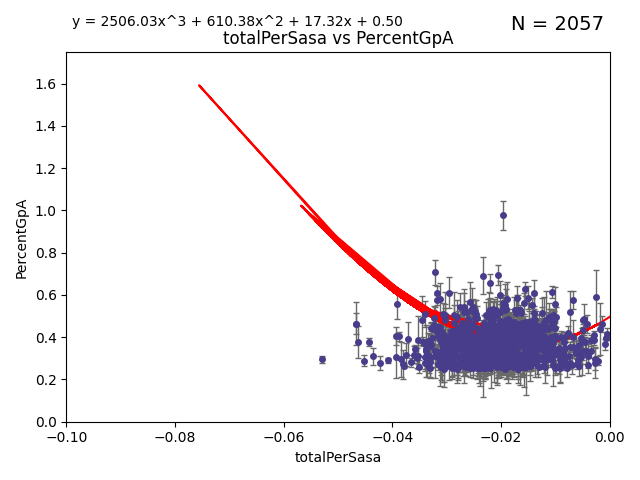 y = 2506.03x^3 + 610.38x^2 + 17.32x + 0.50
N = 2057
totalPerSasa vs PercentGpA
1.6
1.4
1.2
1.0
0.8
0.6
0.4
0.2
0.0
PercentGpA
−0.10 −0.08 −0.06 −0.04 −0.02 0.00
totalPerSasa